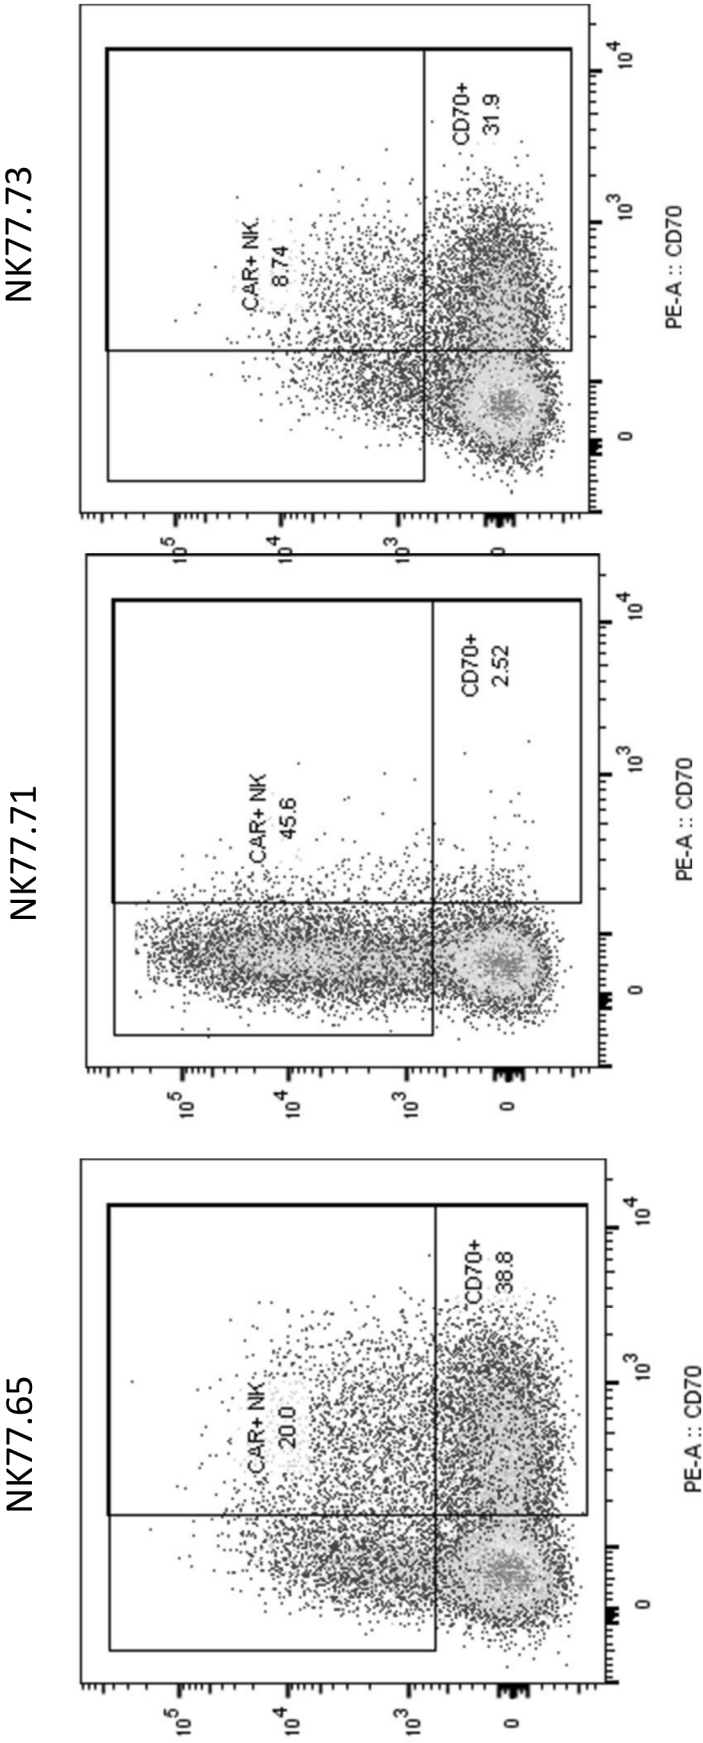 NK77.65
CAR+ NK
20.0
CD70+
38.8
10^5
10^4
10^3
0
0
10^3
10^4
PE-A :: CD70
NK77.71
CAR+ NK
45.6
CD70+
2.52
10^5
10^4
10^3
0
0
10^3
10^4
PE-A :: CD70
NK77.73
CAR+ NK
8.74
CD70+
31.9
10^5
10^4
10^3
0
0
10^3
10^4
PE-A :: CD70